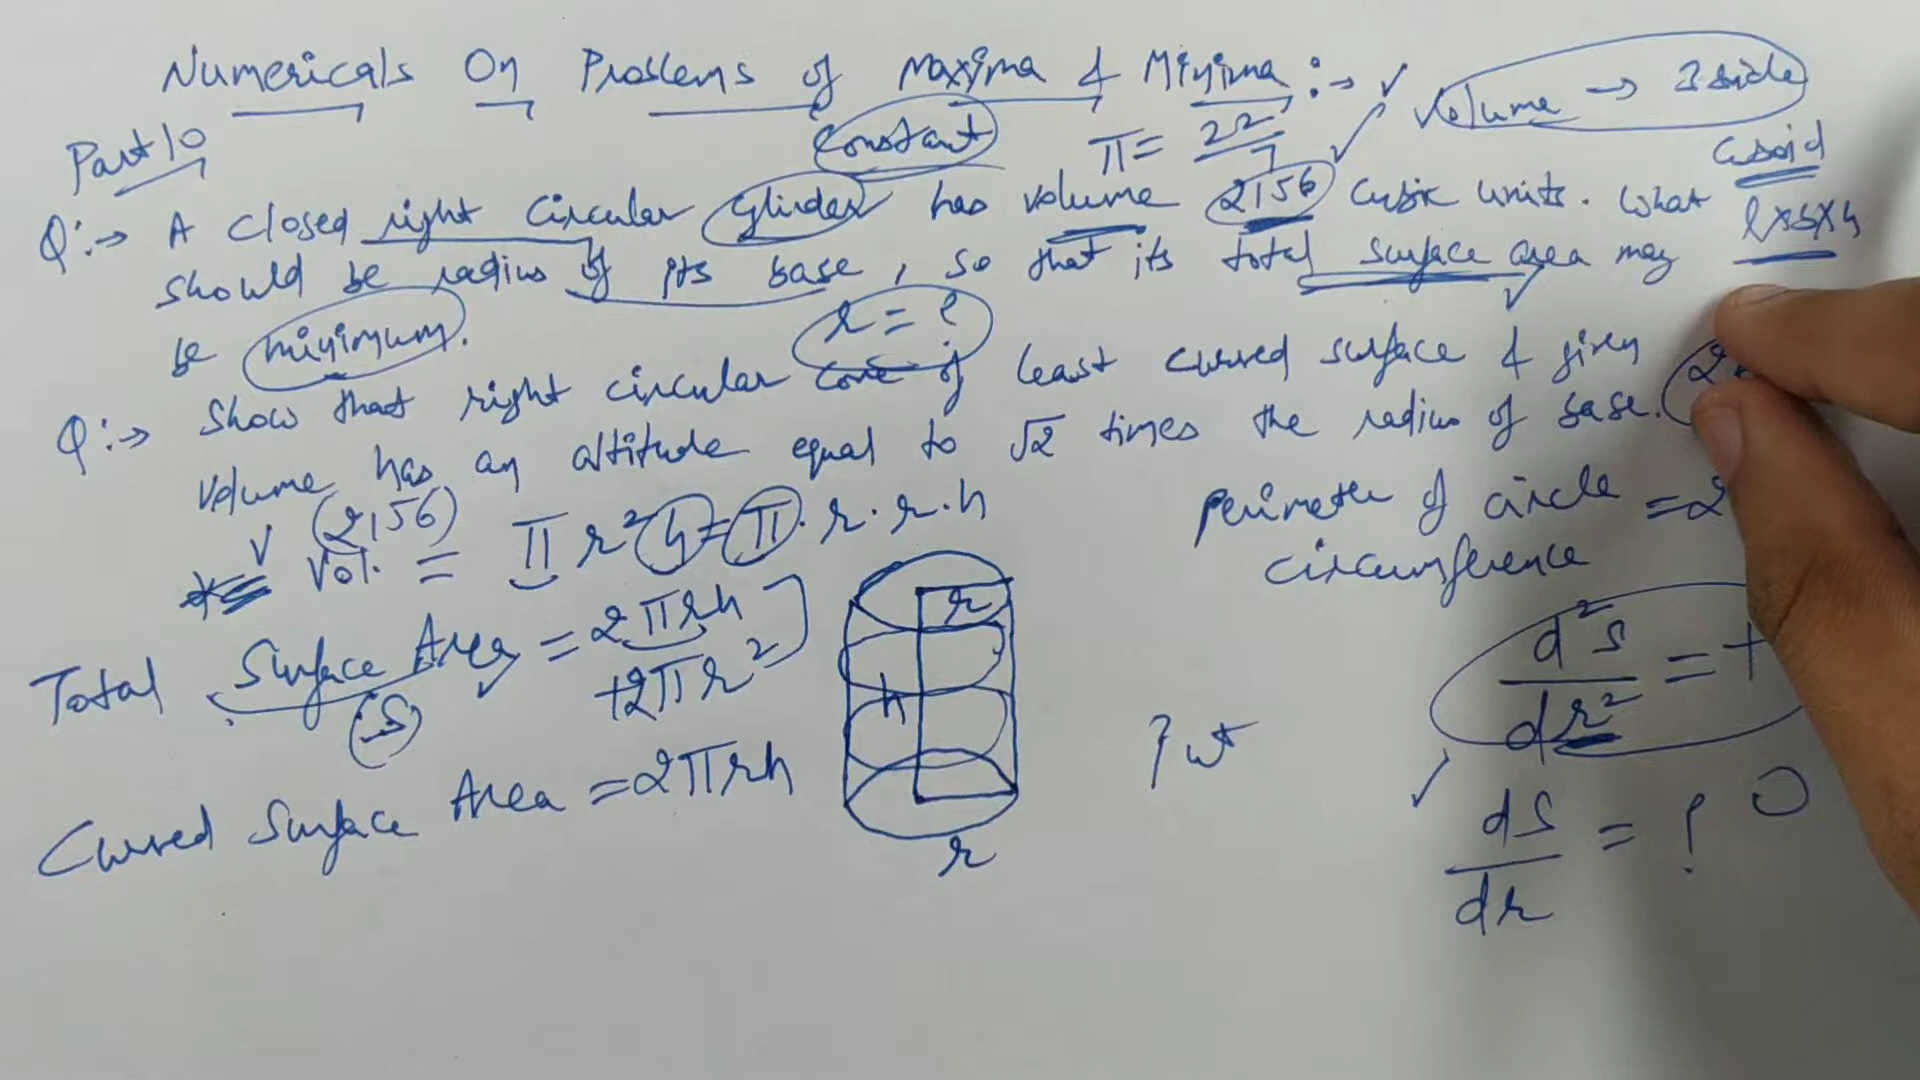 Numericals On Problems of Maxima & Minima :→ ✓
Volume → 3 side
Part 10
Constant
π = 22/7 ✓
Cuboid
Q:→ A closed right circular Cylinder has volume 2156 Cubic units. What
l×b×h
should be radius of its base, so that its total surface area may
be minimum.
r = ?
Q:→ Show that right circular cone of least curved surface & given
volume has an altitude equal to √2 times the radius of base.
(2156)
Vol. = πr²h = π·r·r·h
Perimeter of circle = 2
circumference
Total Surface Area = 2πrh
+2πr²
(S)
r
h
r
Curved Surface Area = 2πrh
d²S/dr² = +
dS/dr = ? 0